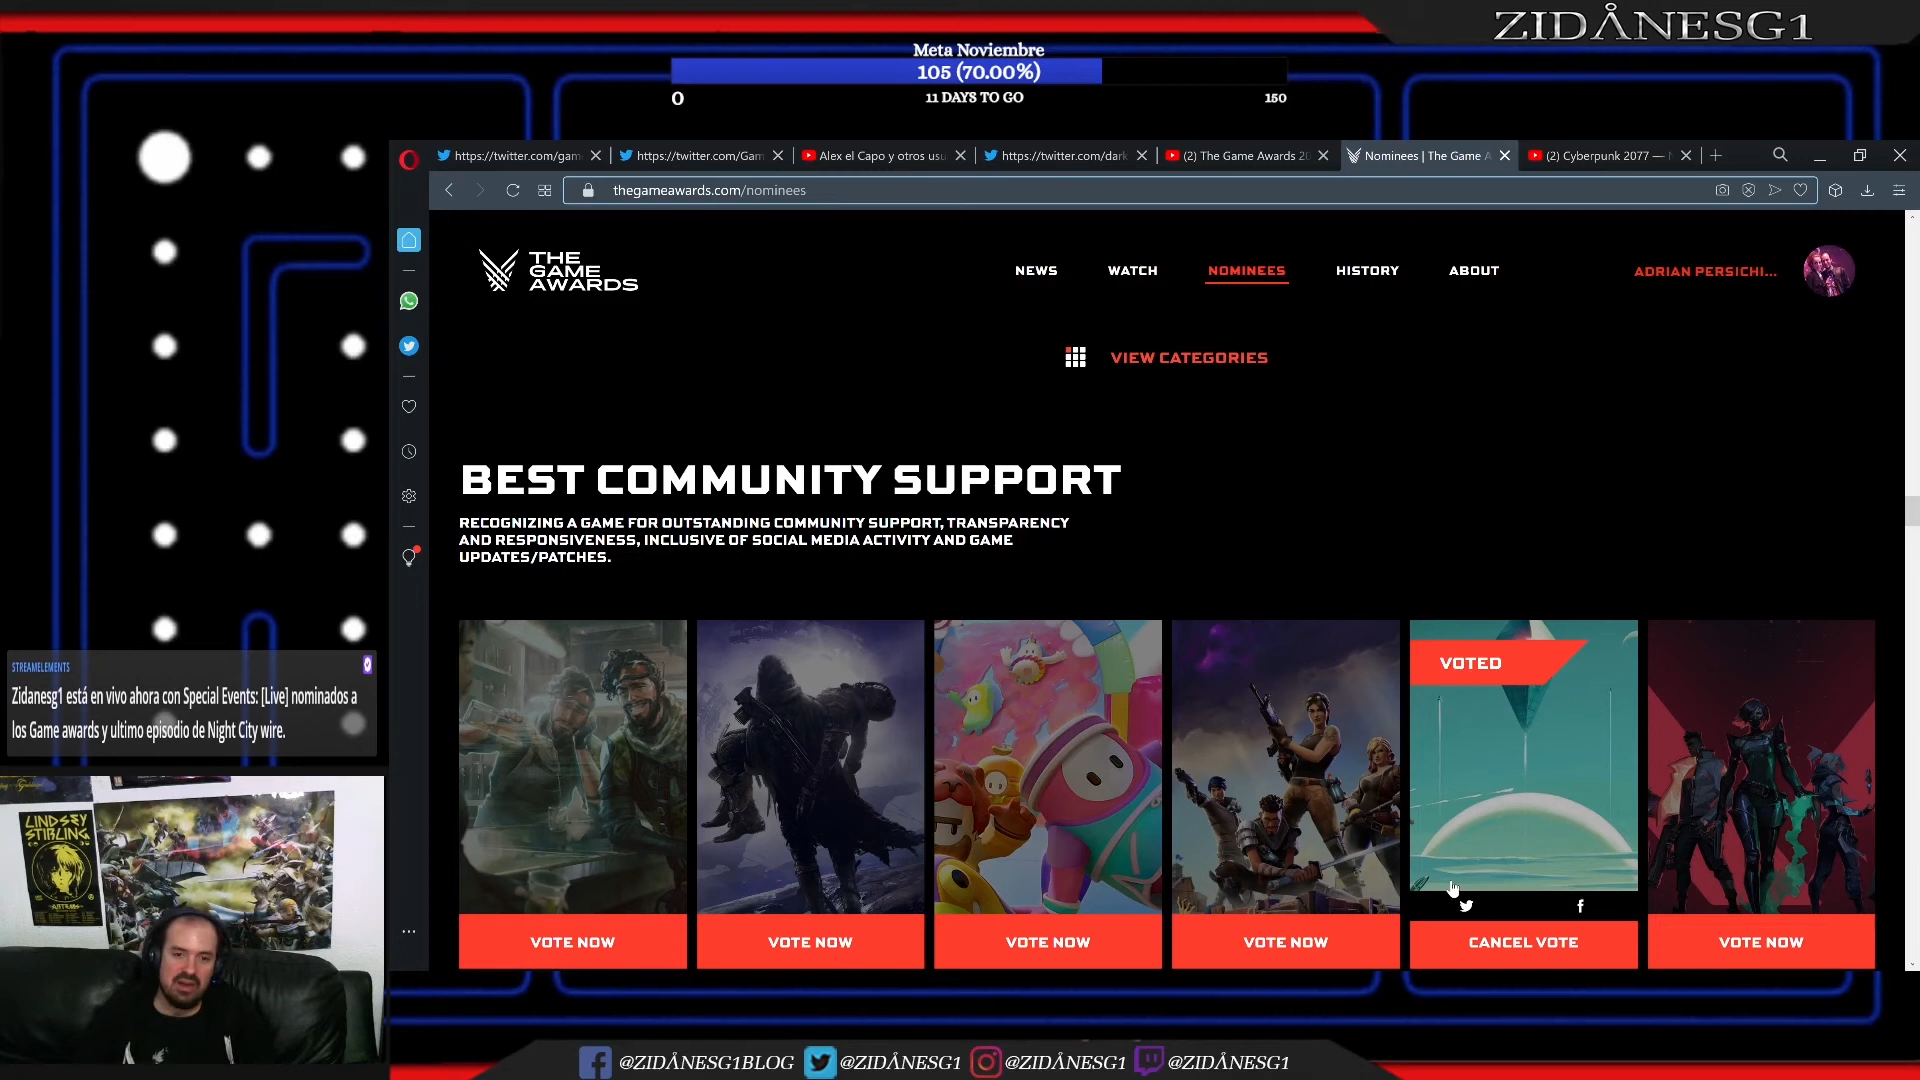 ZIDÅNESG1
Meta Noviembre
105 (70.00%)
0
11 DAYS TO GO
150
https://twitter.com/gam
https://twitter.com/Gam
Alex el Capo y otros usu
https://twitter.com/dark
(2) The Game Awards 20
Nominees | The Game A
(2) Cyberpunk 2077 —
thegameawards.com/nominees
THE
GAME
AWARDS
NEWS
WATCH
NOMINEES
HISTORY
ABOUT
ADRIAN PERSICHI...
VIEW CATEGORIES
BEST COMMUNITY SUPPORT
RECOGNIZING A GAME FOR OUTSTANDING COMMUNITY SUPPORT, TRANSPARENCY
AND RESPONSIVENESS, INCLUSIVE OF SOCIAL MEDIA ACTIVITY AND GAME
UPDATES/PATCHES.
VOTED
STREAMELEMENTS
Zidanesg1 está en vivo ahora con Special Events: [Live] nominados a
los Game awards y ultimo episodio de Night City wire.
LINDSEY
STIRLING
VOTE NOW
VOTE NOW
VOTE NOW
VOTE NOW
CANCEL VOTE
VOTE NOW
@ZIDÅNESG1BLOG
@ZIDÅNESG1
@ZIDÅNESG1
@ZIDÅNESG1